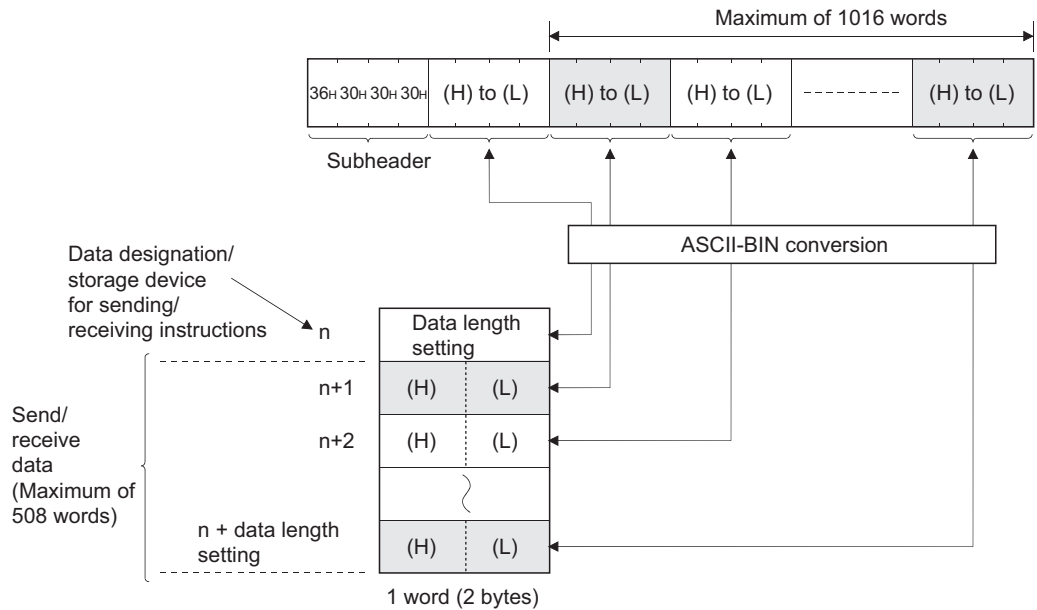 Maximum of 1016 words
36H 30H 30H 30H (H) to (L) (H) to (L) (H) to (L) (H) to (L)
Subheader
ASCII-BIN conversion
Data designation/
storage device
for sending/
receiving instructions
n
Data length
setting
n+1 (H) (L)
n+2 (H) (L)
Send/
receive
data
(Maximum of
508 words)
n + data length
setting
(H) (L)
1 word (2 bytes)